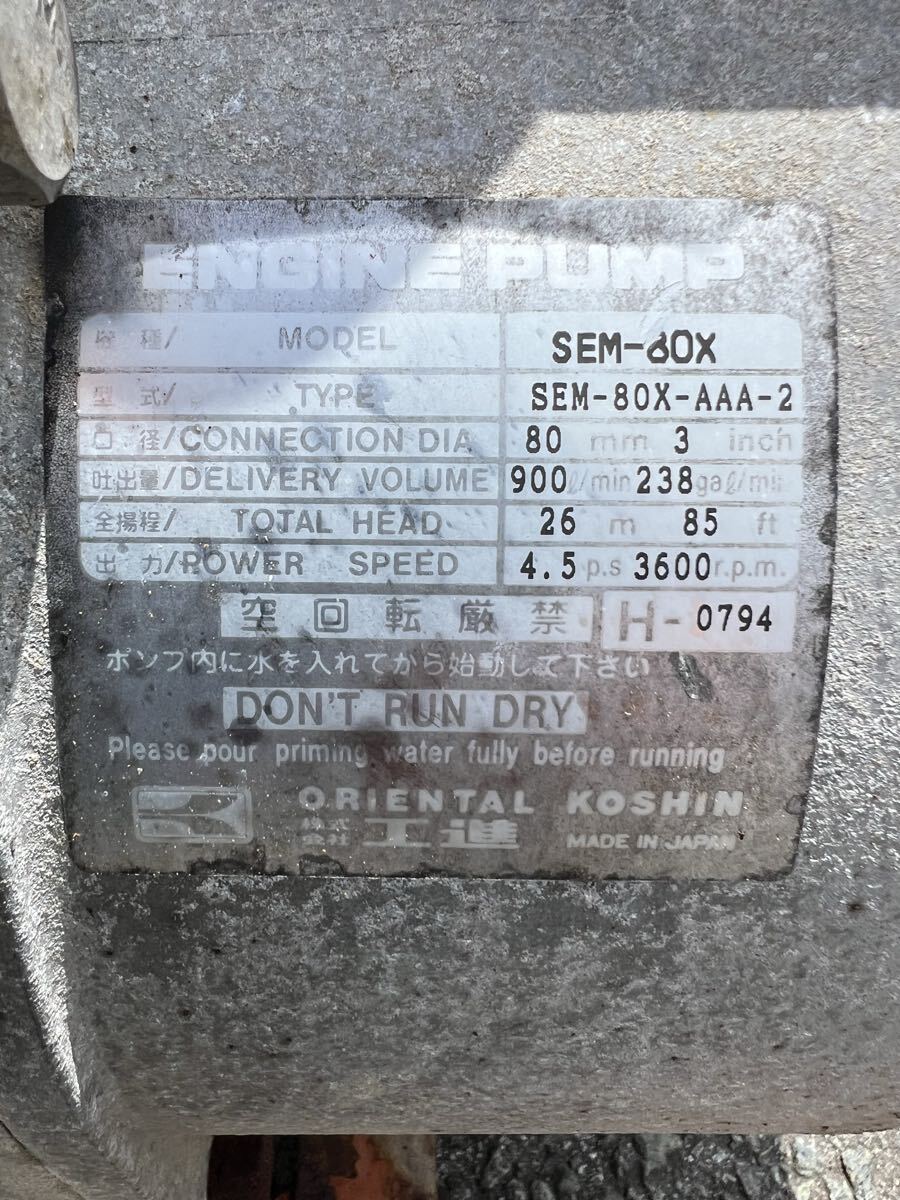 ENGINE PUMP
機 種/ MODEL SEM-80X
型 式/ TYPE SEM-80X-AAA-2
口 径/CONNECTION DIA 80 mm 3 inch
吐出量/DELIVERY VOLUME 900ℓ/min 238gaℓ/min
全揚程/ TOTAL HEAD 26 m 85 ft
出 力/POWER SPEED 4.5 p.s 3600 r.p.m.
空回転厳禁 H-0794
ポンプ内に水を入れてから始動して下さい
DON'T RUN DRY
Please pour priming water fully before running
ORIENTAL KOSHIN
株式会社 工進 MADE IN JAPAN